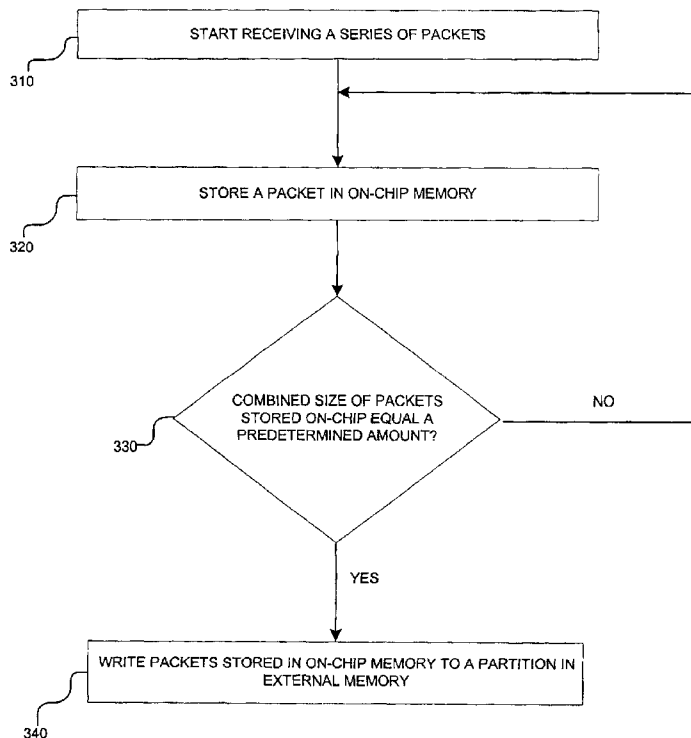 START RECEIVING A SERIES OF PACKETS
310
STORE A PACKET IN ON-CHIP MEMORY
320
COMBINED SIZE OF PACKETS
STORED ON-CHIP EQUAL A
PREDETERMINED AMOUNT?
330
NO
YES
WRITE PACKETS STORED IN ON-CHIP MEMORY TO A PARTITION IN
EXTERNAL MEMORY
340